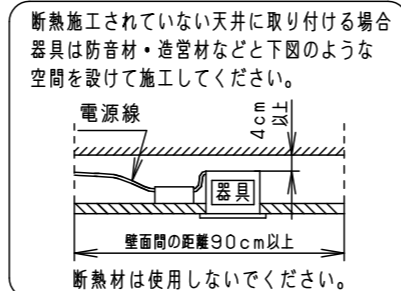 断熱施工されていない天井に取り付ける場合
器具は防音材・造営材などと下図のような
空間を設けて施工してください。
電源線
4cm
以上
器具
壁面間の距離90cm以上
断熱材は使用しないでください。